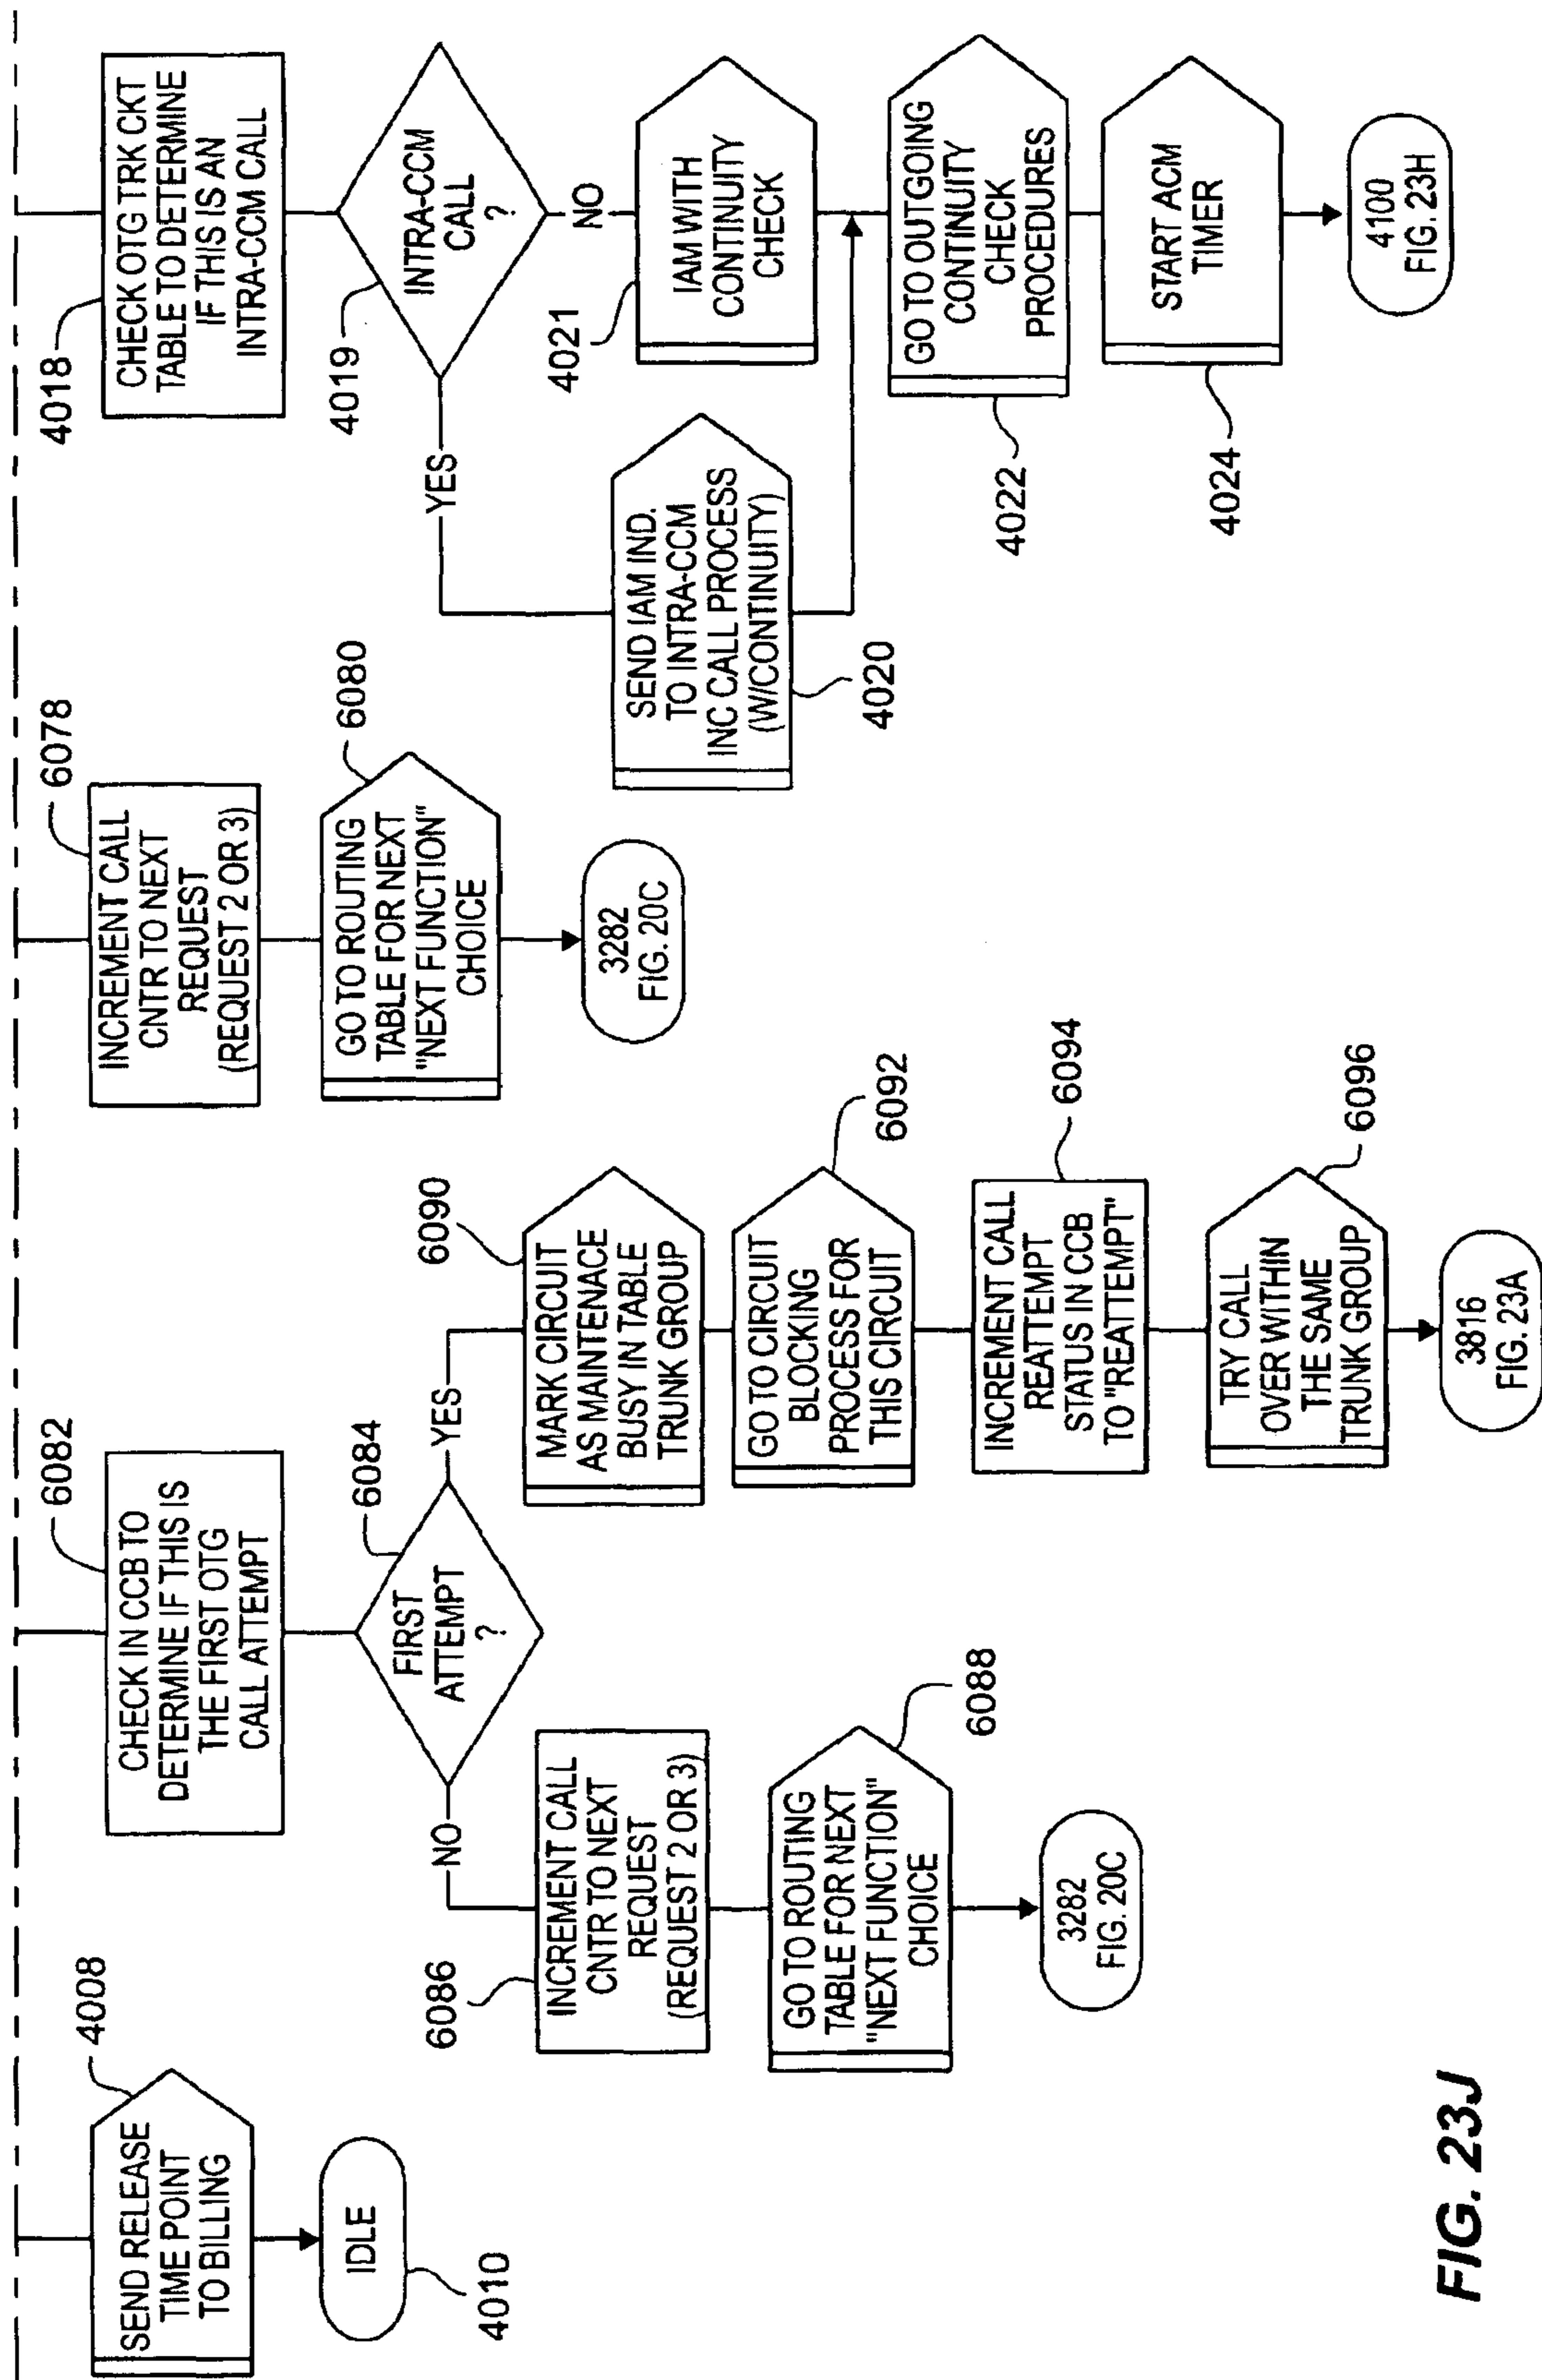 4008
SEND RELEASE
TIME POINT
TO BILLING
IDLE
4010
6082
CHECK IN CCB TO
DETERMINE IF THIS IS
THE FIRST OTG
CALL ATTEMPT
6084
FIRST
ATTEMPT
?
NO
YES
6086
INCREMENT CALL
CNTR TO NEXT
REQUEST
(REQUEST 2 OR 3)
GO TO ROUTING
TABLE FOR NEXT
"NEXT FUNCTION"
CHOICE
6088
3282
FIG. 20C
6090
MARK CIRCUIT
AS MAINTENACE
BUSY IN TABLE
TRUNK GROUP
GO TO CIRCUIT
BLOCKING
PROCESS FOR
THIS CIRCUIT
6092
INCREMENT CALL
REATTEMPT
STATUS IN CCB
TO "REATTEMPT"
6094
TRY CALL
OVER WITHIN
THE SAME
TRUNK GROUP
6096
3816
FIG. 23A
6078
INCREMENT CALL
CNTR TO NEXT
REQUEST
(REQUEST 2 OR 3)
6080
GO TO ROUTING
TABLE FOR NEXT
"NEXT FUNCTION"
CHOICE
3282
FIG. 20C
4018
CHECK OTG TRK CKT
TABLE TO DETERMINE
IF THIS IS AN
INTRA-CCM CALL
4019
INTRA-CCM
CALL
?
YES
NO
SEND IAM IND.
TO INTRA-CCM
INC CALL PROCESS
(W/CONTINUITY)
4020
4021
IAM WITH
CONTINUITY
CHECK
GO TO OUTGOING
CONTINUITY
CHECK
PROCEDURES
4022
START ACM
TIMER
4024
4100
FIG. 23H
FIG. 23J